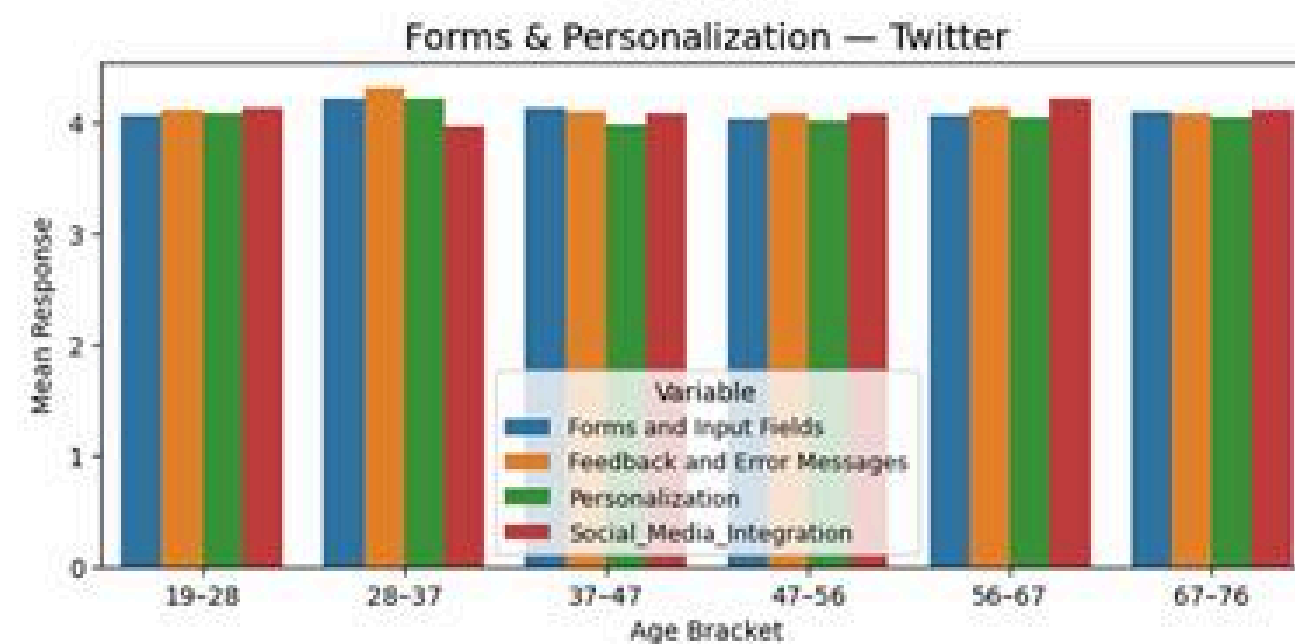 Forms & Personalization — Twitter
4
3
2
1
0
Mean Response
Variable
Forms and Input Fields
Feedback and Error Messages
Personalization
Social_Media_Integration
19–28 28–37 37–47 47–56 56–67 67–76
Age Bracket